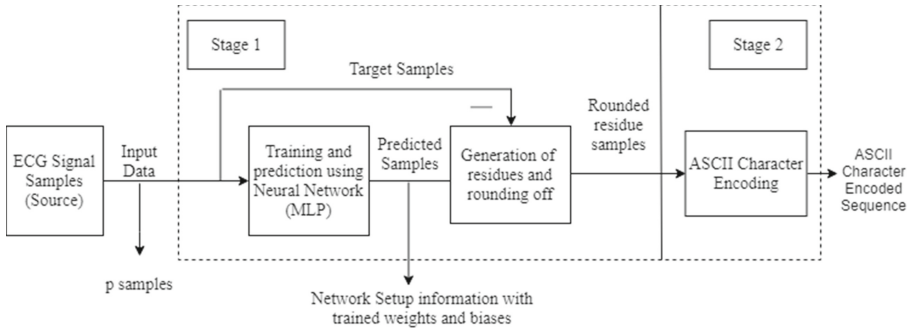 Stage 1
Stage 2
Target Samples
Rounded
residue
samples
ECG Signal
Samples
(Source)
Input
Data
Training and
prediction using
Neural Network
(MLP)
Predicted
Samples
Generation of
residues and
rounding off
ASCII Character
Encoding
ASCII
Character
Encoded
Sequence
p samples
Network Setup information with
trained weights and biases